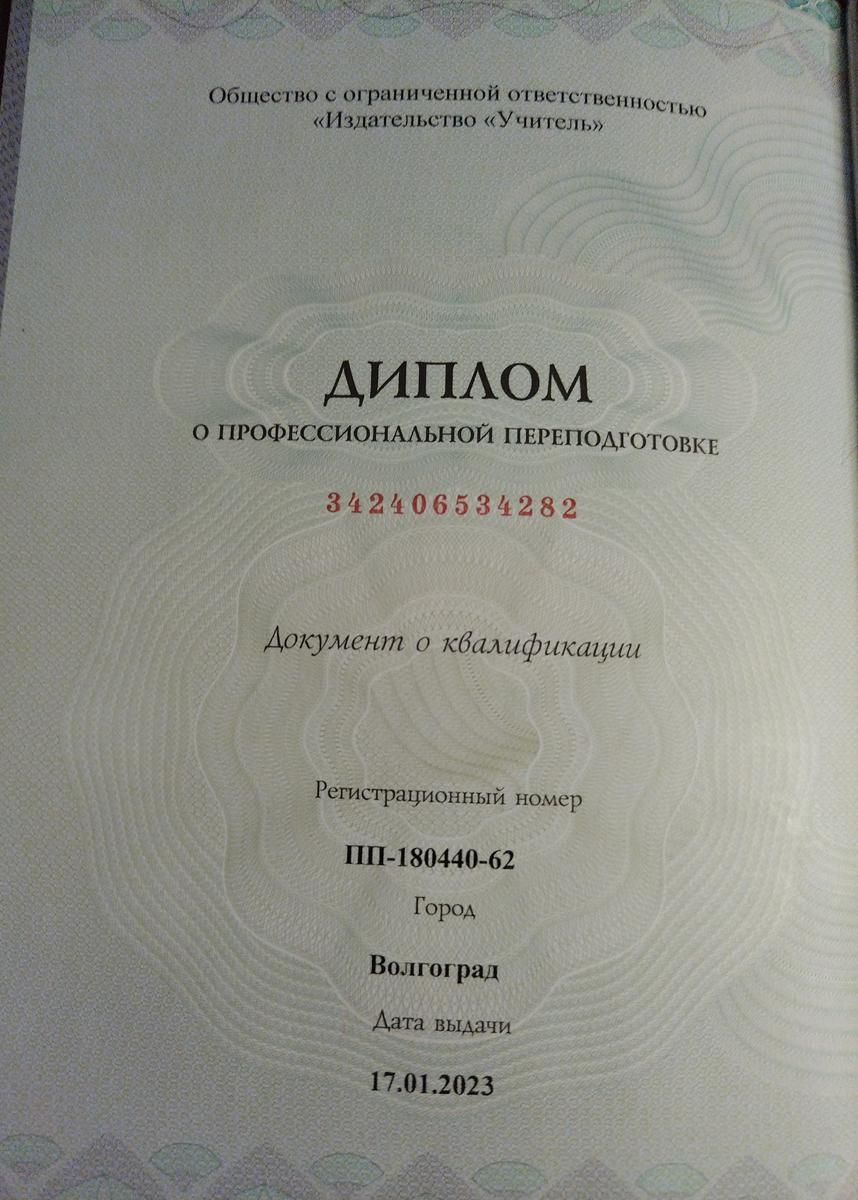 Общество с ограниченной ответственностью
«Издательство «Учитель»
ДИПЛОМ
О ПРОФЕССИОНАЛЬНОЙ ПЕРЕПОДГОТОВКЕ
342406534282
Документ о квалификации
Регистрационный номер
ПП-180440-62
Город
Волгоград
Дата выдачи
17.01.2023